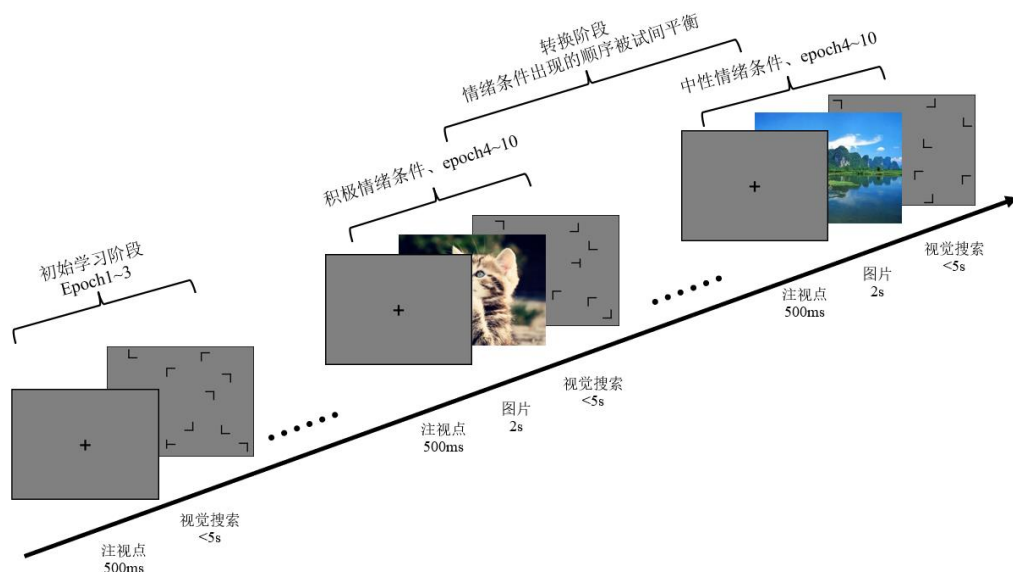 转换阶段
情绪条件出现的顺序被试间平衡
中性情绪条件、epoch4~10
积极情绪条件、epoch4~10
初始学习阶段
Epoch1~3
视觉搜索
<5s
图片
2s
注视点
500ms
视觉搜索
<5s
图片
2s
注视点
500ms
视觉搜索
<5s
注视点
500ms